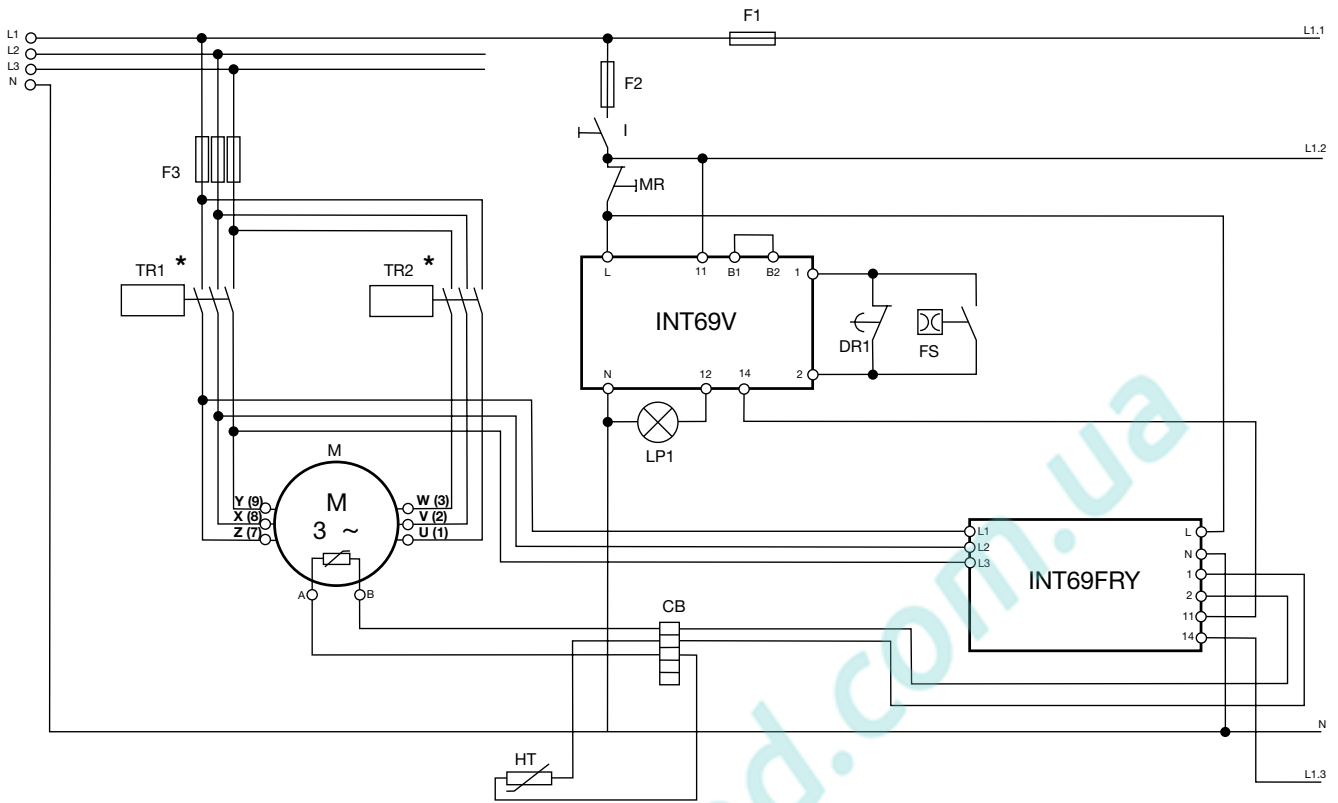 L1
L2
L3
N
F1
L1.1
F2
I
L1.2
F3
MR
TR1 *
TR2 *
L
11
B1
B2
1
INT69V
DR1
FS
N
12
14
2
LP1
M
M
3 ~
Y (9)
X (8)
Z (7)
W (3)
V (2)
U (1)
A
B
L1
L2
L3
INT69FRY
L
N
1
2
11
14
CB
HT
N
L1.3
d.com.ua